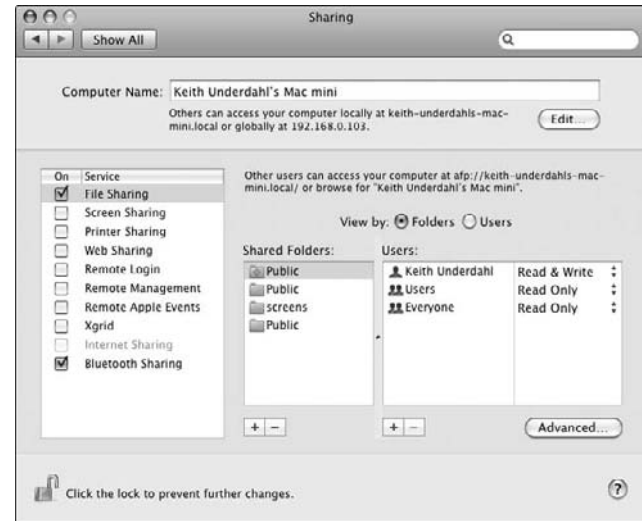 Sharing
Show All
Computer Name: Keith Underdahl's Mac mini
Others can access your computer locally at keith-underdahls-mac-
mini.local or globally at 192.168.0.103.
Edit...
On Service
File Sharing
Screen Sharing
Printer Sharing
Web Sharing
Remote Login
Remote Management
Remote Apple Events
Xgrid
Internet Sharing
Bluetooth Sharing
Other users can access your computer at afp://keith-underdahls-mac-
mini.local/ or browse for "Keith Underdahl's Mac mini".
View by: Folders Users
Shared Folders:
Public
Public
screens
Public
Users:
Keith Underdahl Read & Write
Users Read Only
Everyone Read Only
+ −
+ −
Advanced...
Click the lock to prevent further changes.
?